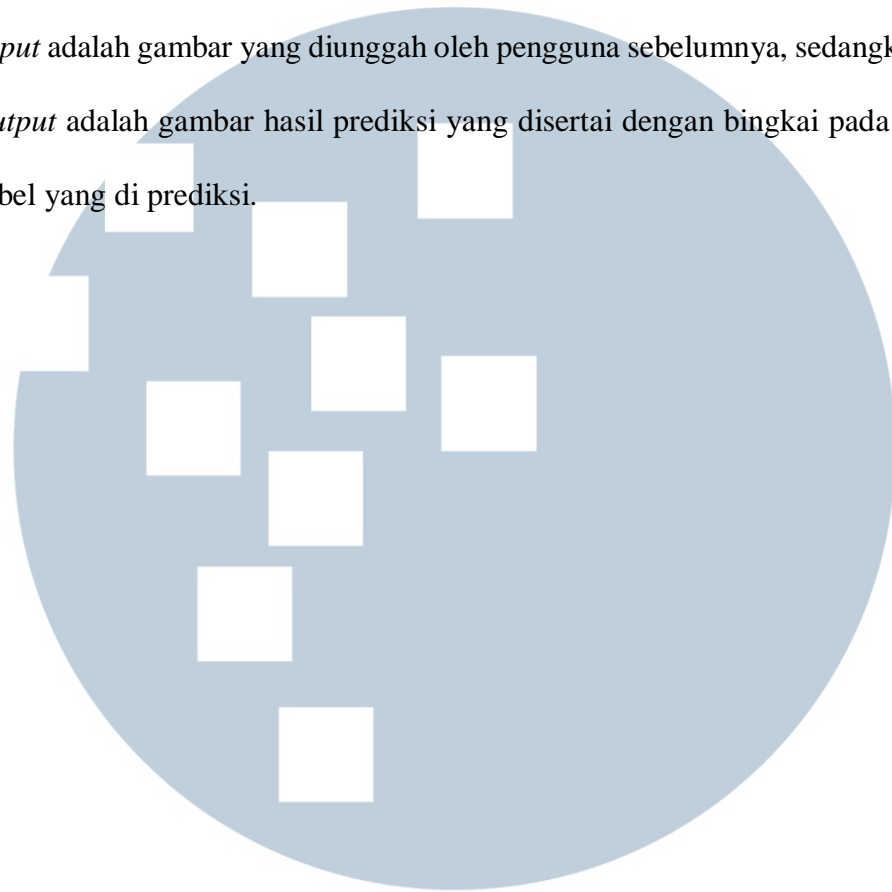 put adalah gambar yang diunggah oleh pengguna sebelumnya, sedangk
utput adalah gambar hasil prediksi yang disertai dengan bingkai pada
bel yang di prediksi.